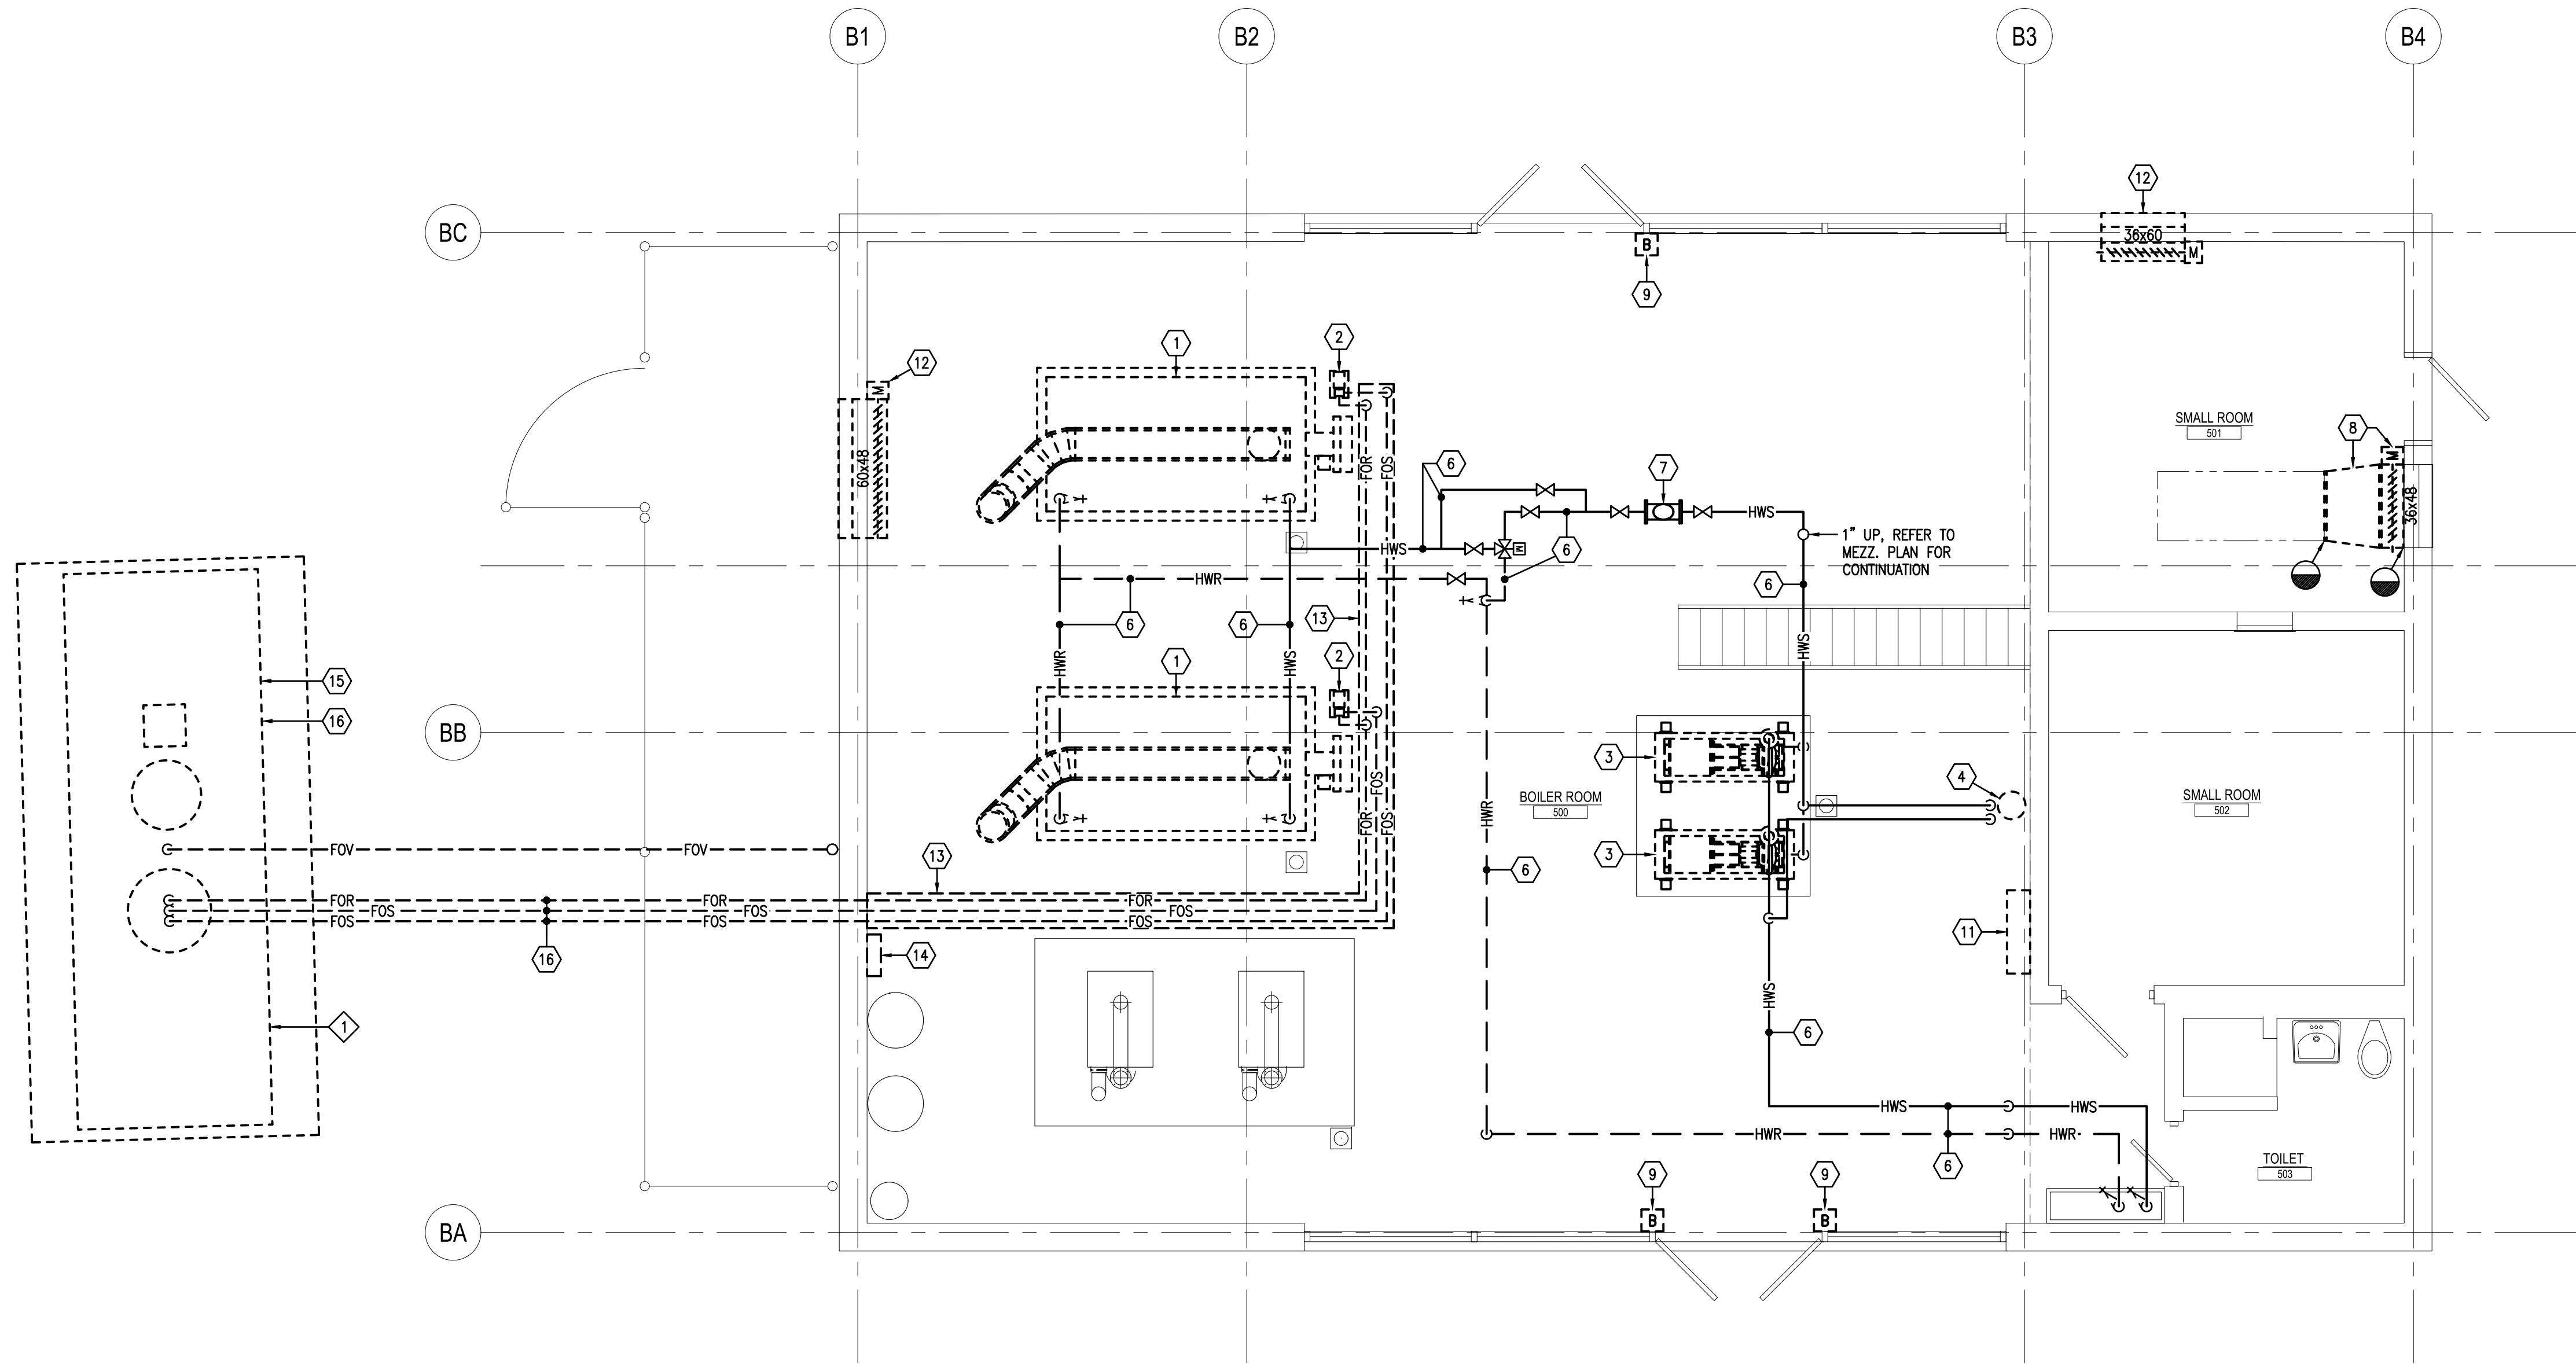 B1
B2
B3
B4
BC
12
36x60
M
B
9
1
2
12
M
60x48
FOR
FOS
SMALL ROOM
501
8
M
36x48
6
7
HWS
1" UP, REFER TO
MEZZ. PLAN FOR
CONTINUATION
HWS
M
6
HWR
6
6
6
13
HWR
HWS
HWS
15
1
2
16
BB
3
FOS
BOILER ROOM
500
4
SMALL ROOM
502
HWR
FOR
FOS
FOV
FOV
13
3
6
FOR
FOR
FOR
FOS
FOS
FOS
FOS
FOS
FOS
16
14
11
1
HWS
6
HWS
HWS
HWR
HWR
6
TOILET
503
9
9
B
B
BA